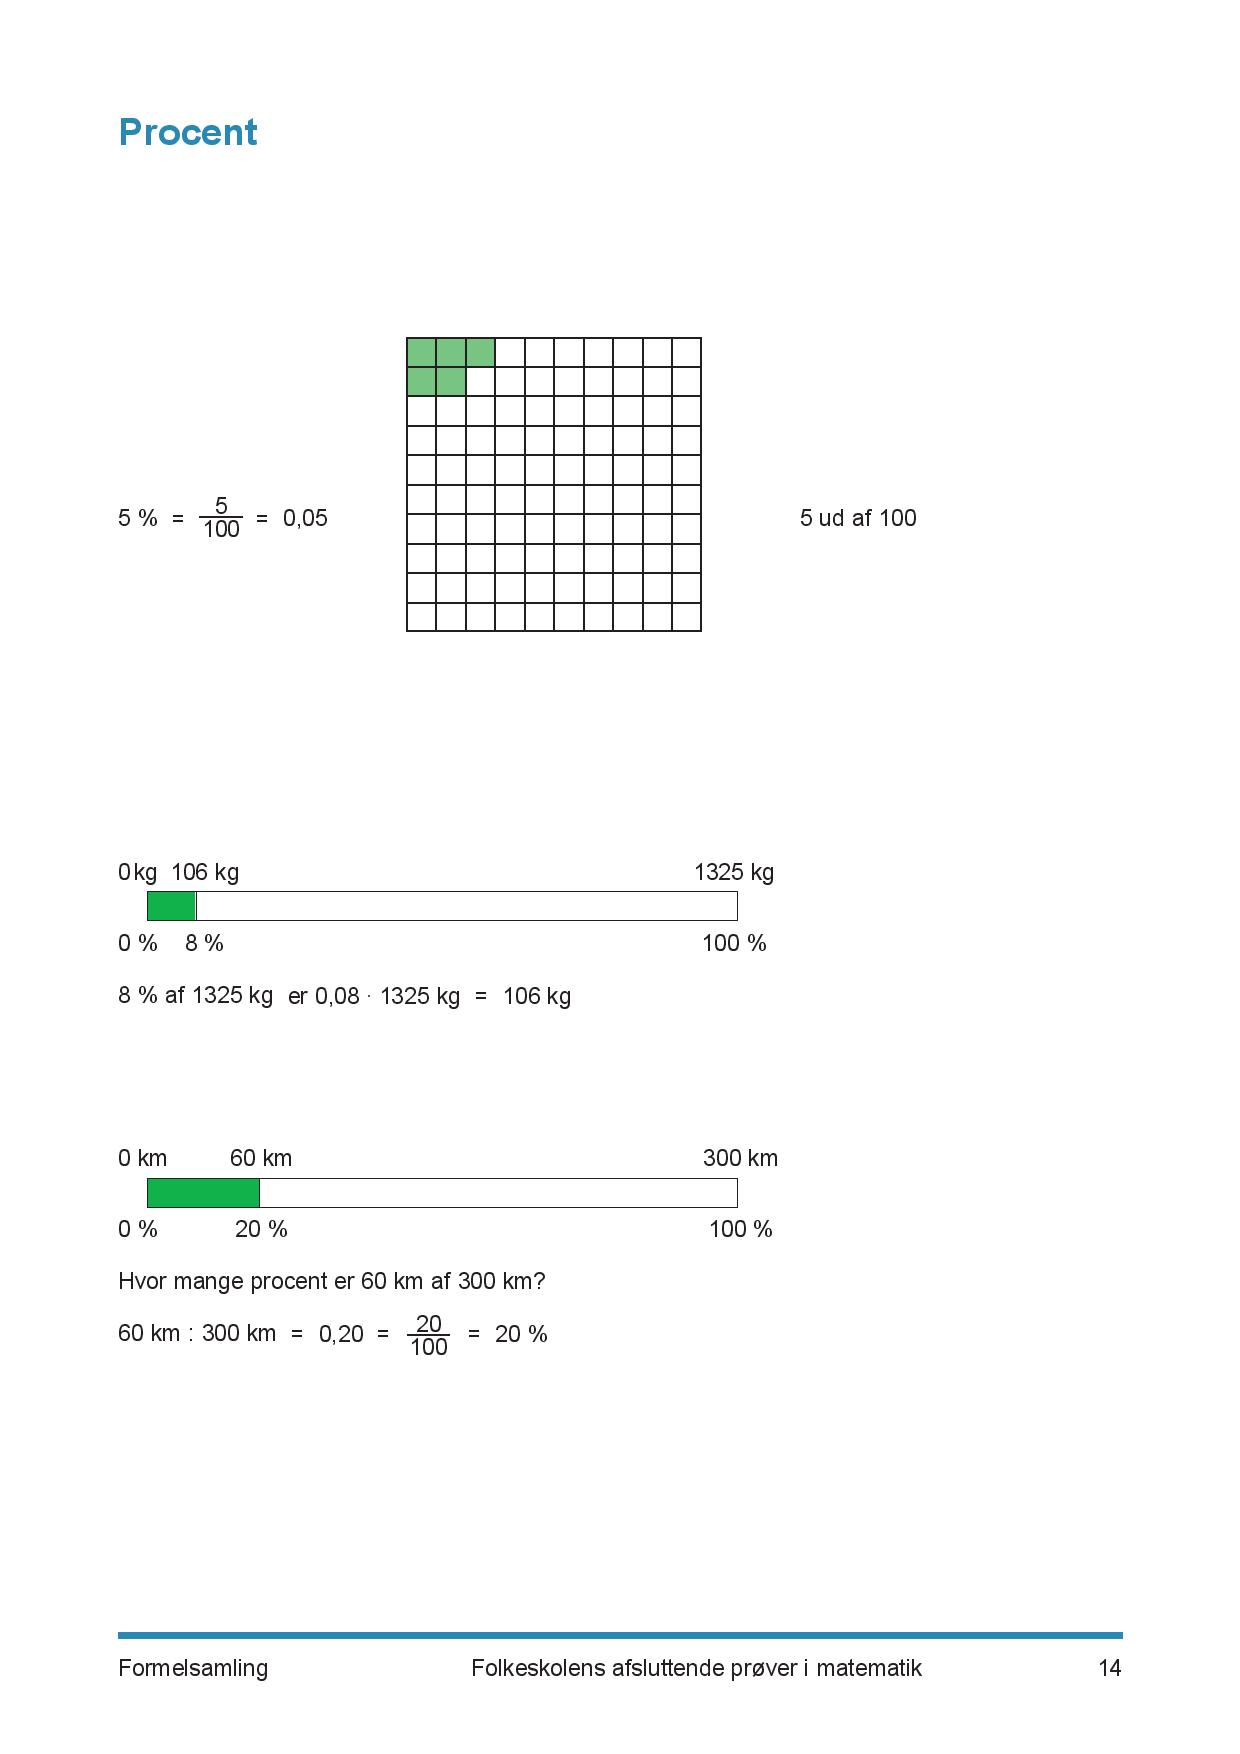 Procent
5 % = 5/100 = 0,05
5 ud af 100
0 kg 106 kg 1325 kg
0 % 8 % 100 %
8 % af 1325 kg er 0,08 · 1325 kg = 106 kg
0 km 60 km 300 km
0 % 20 % 100 %
Hvor mange procent er 60 km af 300 km?
60 km : 300 km = 0,20 = 20/100 = 20 %
Formelsamling Folkeskolens afsluttende prøver i matematik 14